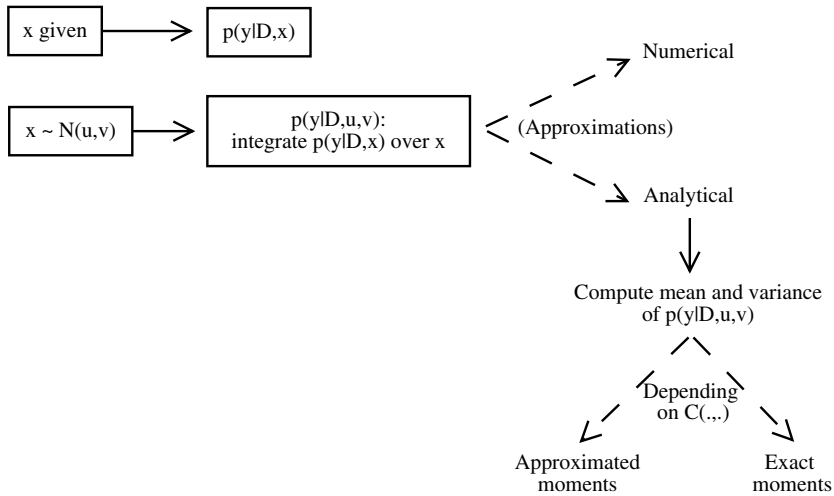 x given
p(y|D,x)
Numerical
x ~ N(u,v)
p(y|D,u,v):
integrate p(y|D,x) over x
(Approximations)
Analytical
Compute mean and variance
of p(y|D,u,v)
Depending
on C(.,.)
Approximated
moments
Exact
moments